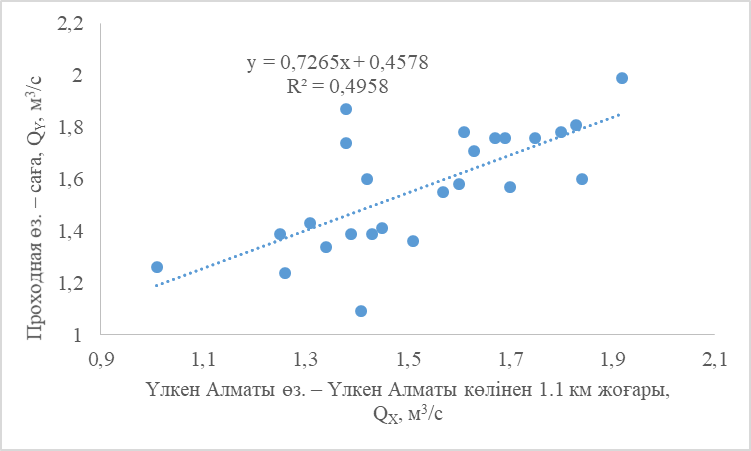 2,2
2
1,8
1,6
1,4
1,2
1
y = 0,7265x + 0,4578
R² = 0,4958
Проходная өз. – саға, QY, м³/с
0,9 1,1 1,3 1,5 1,7 1,9 2,1
Үлкен Алматы өз. – Үлкен Алматы көлінен 1.1 км жоғары,
QX, м³/с